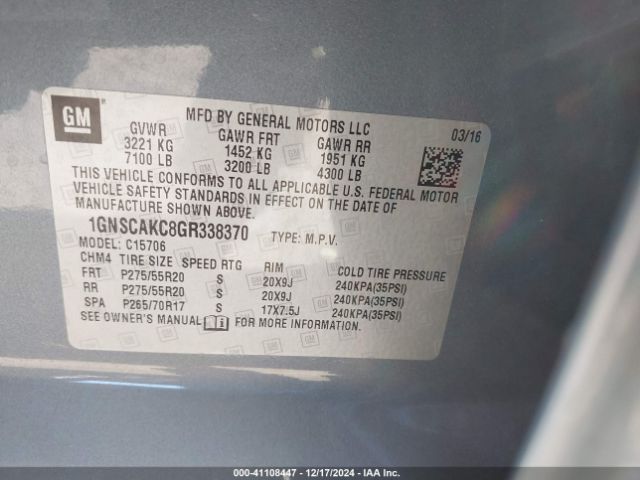 GM
MFD BY GENERAL MOTORS LLC 03/16
GVWR GAWR FRT GAWR RR
3221 KG 1452 KG 1951 KG
7100 LB 3200 LB 4300 LB
THIS VEHICLE CONFORMS TO ALL APPLICABLE U.S. FEDERAL MOTOR
VEHICLE SAFETY STANDARDS IN EFFECT ON THE DATE OF
MANUFACTURE SHOWN ABOVE.
1GNSCAKC8GR338370 TYPE: M.P.V.
MODEL: C15706
CHM4 TIRE SIZE SPEED RTG RIM COLD TIRE PRESSURE
FRT P275/55R20 S 20X9J 240KPA(35PSI)
RR P275/55R20 S 20X9J 240KPA(35PSI)
SPA P265/70R17 S 17X7.5J 240KPA(35PSI)
SEE OWNER'S MANUAL FOR MORE INFORMATION.
000-41108447 - 12/17/2024 - IAA Inc.